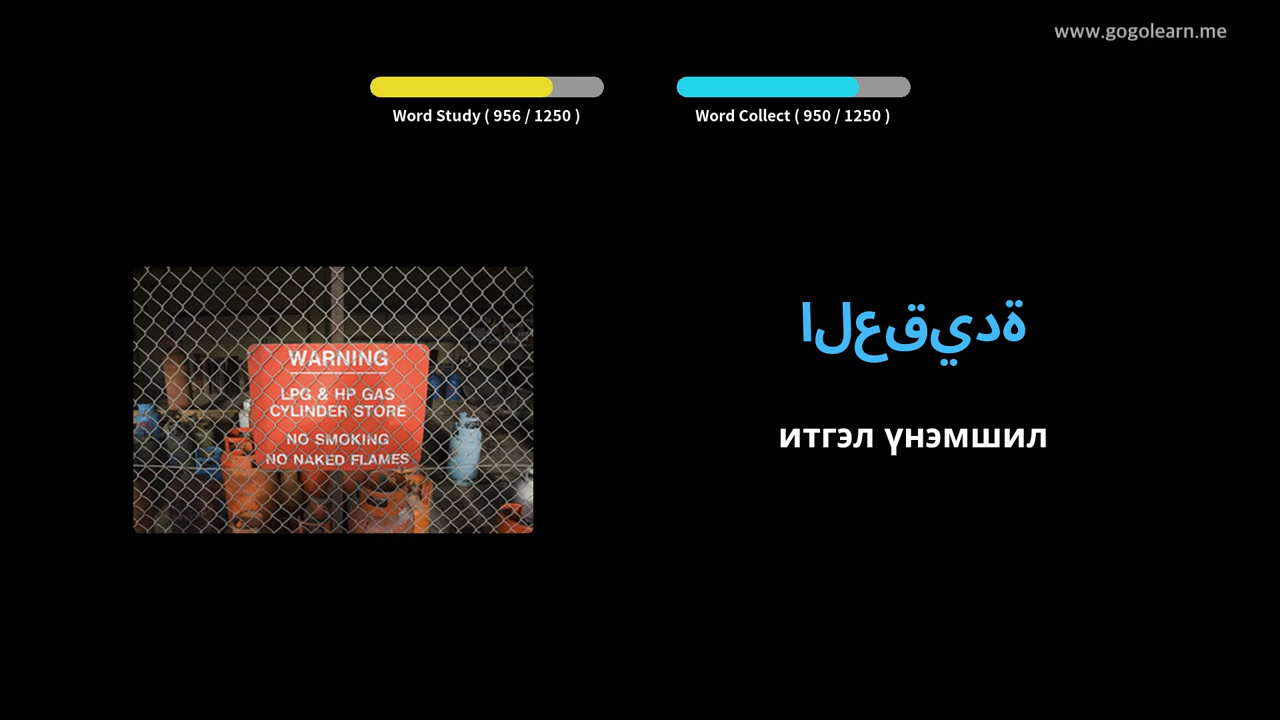 www.gogolearn.me
Word Study ( 956 / 1250 )
Word Collect ( 950 / 1250 )
WARNING
LPG & HP GAS
CYLINDER STORE
NO SMOKING
NO NAKED FLAMES
العقيدة
итгэл үнэмшил